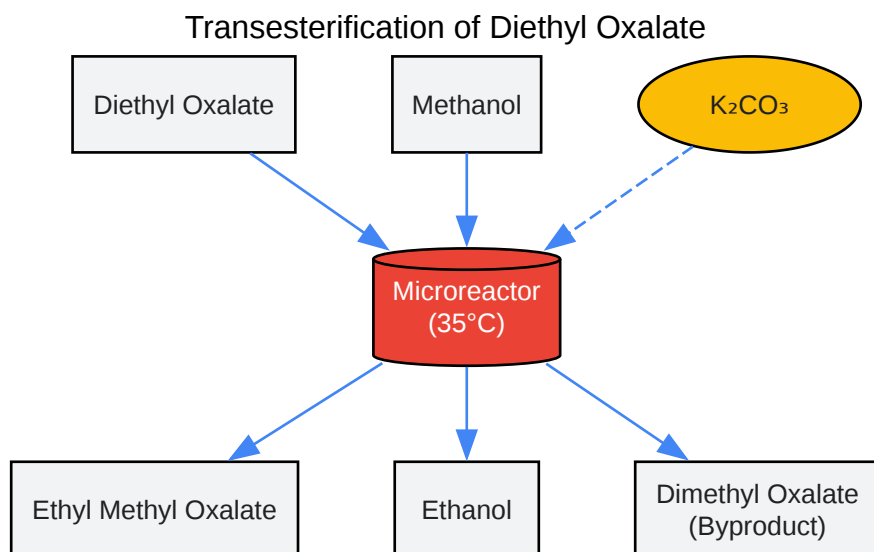 Transesterification of Diethyl Oxalate
Diethyl Oxalate
Methanol
K₂CO₃
Microreactor
(35°C)
Ethyl Methyl Oxalate
Ethanol
Dimethyl Oxalate
(Byproduct)